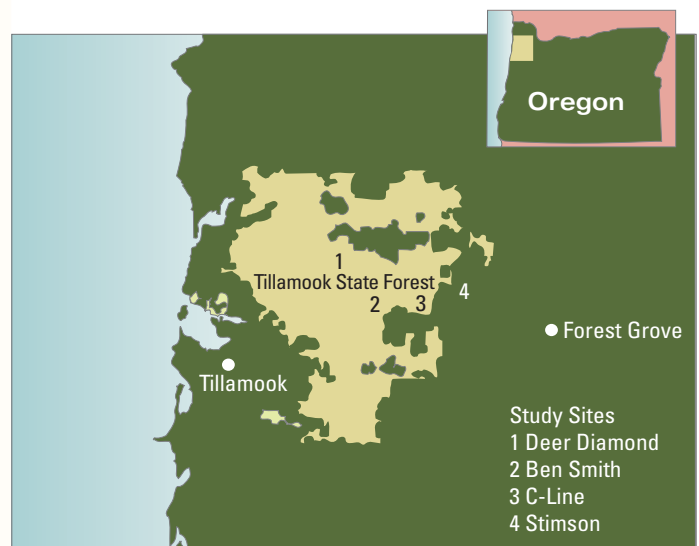 Oregon
1
Tillamook State Forest
2
3
4
Forest Grove
Tillamook
Study Sites
1 Deer Diamond
2 Ben Smith
3 C-Line
4 Stimson